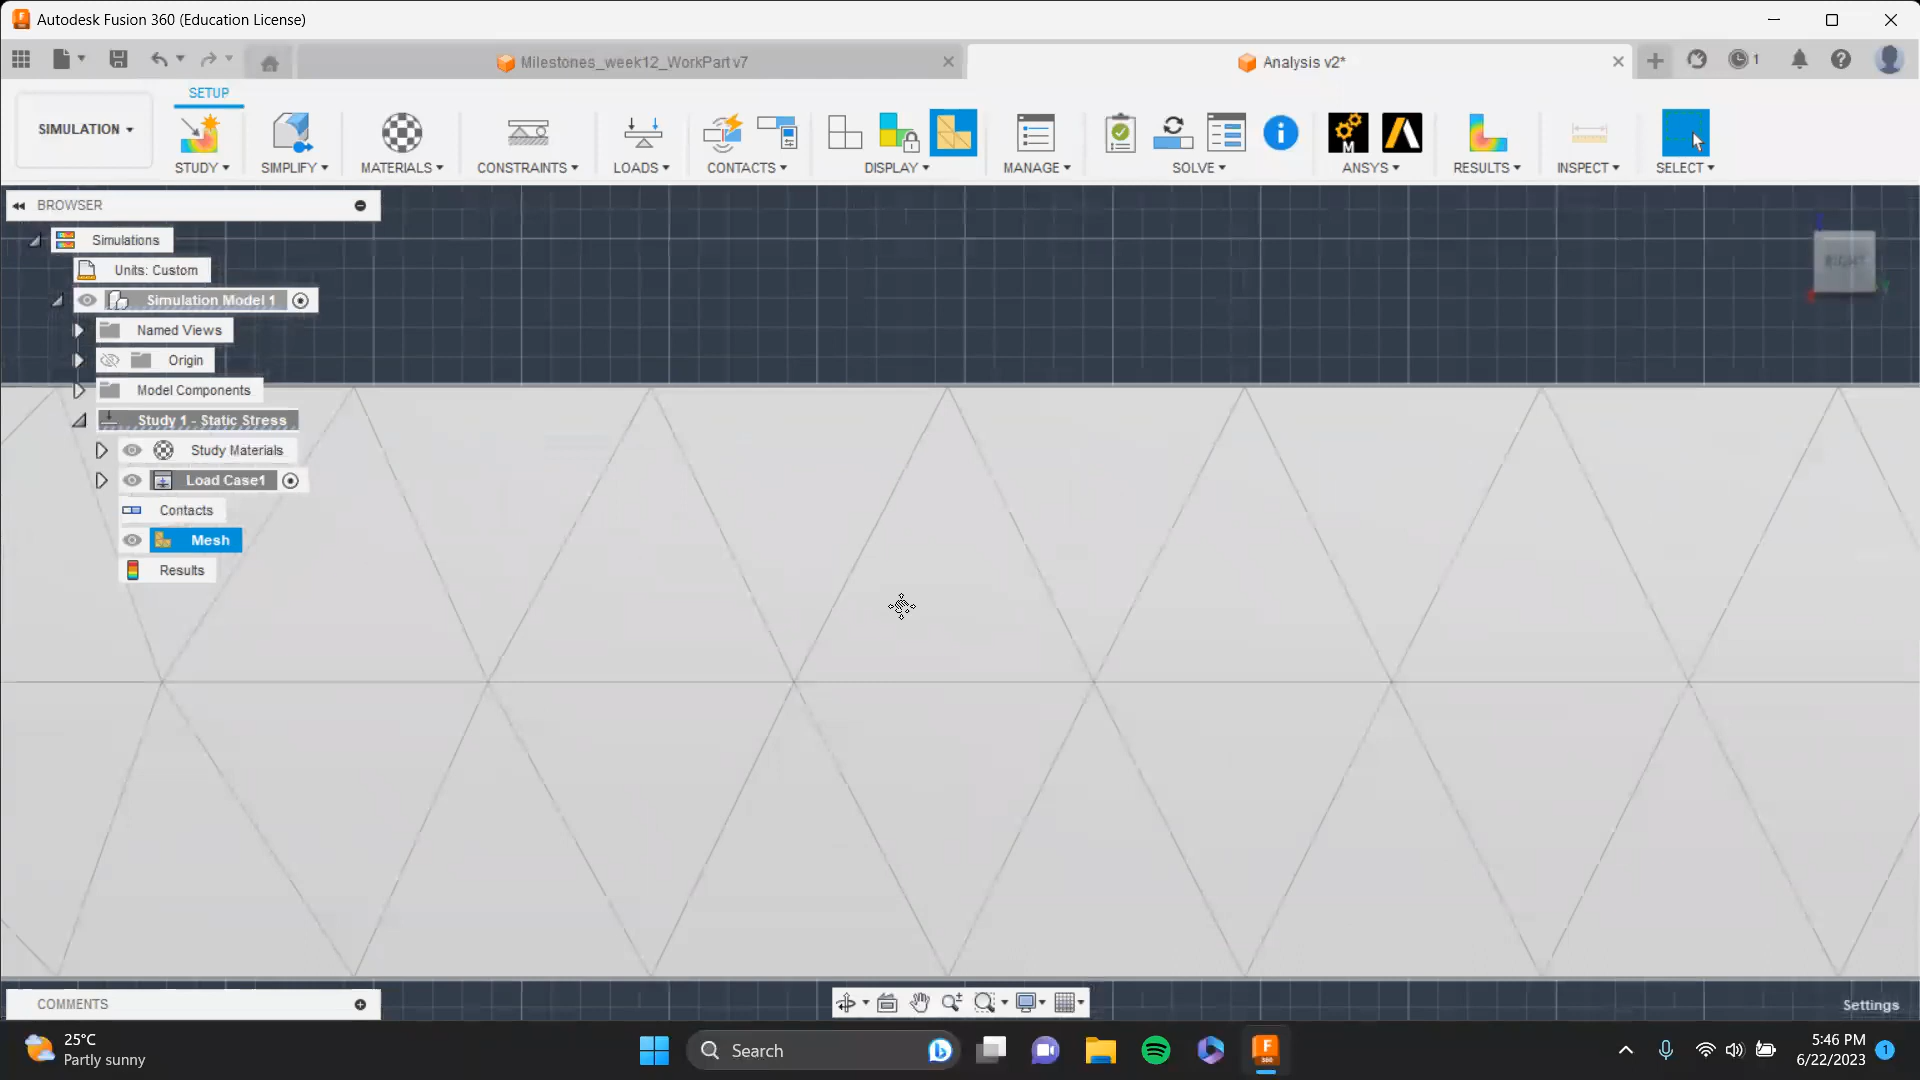 Autodesk Fusion 360 (Education License)
Milestones_week12_WorkPart v7
Analysis v2*
1
SETUP
SIMULATION
STUDY
SIMPLIFY
MATERIALS
CONSTRAINTS
LOADS
CONTACTS
DISPLAY
MANAGE
SOLVE
ANSYS
RESULTS
INSPECT
SELECT
BROWSER
Simulations
Units: Custom
Simulation Model 1
Named Views
Origin
Model Components
Study 1 - Static Stress
Study Materials
Load Case1
Contacts
Mesh
Results
RIGHT
COMMENTS
Settings
25°C
Partly sunny
Search
5:46 PM
6/22/2023
1